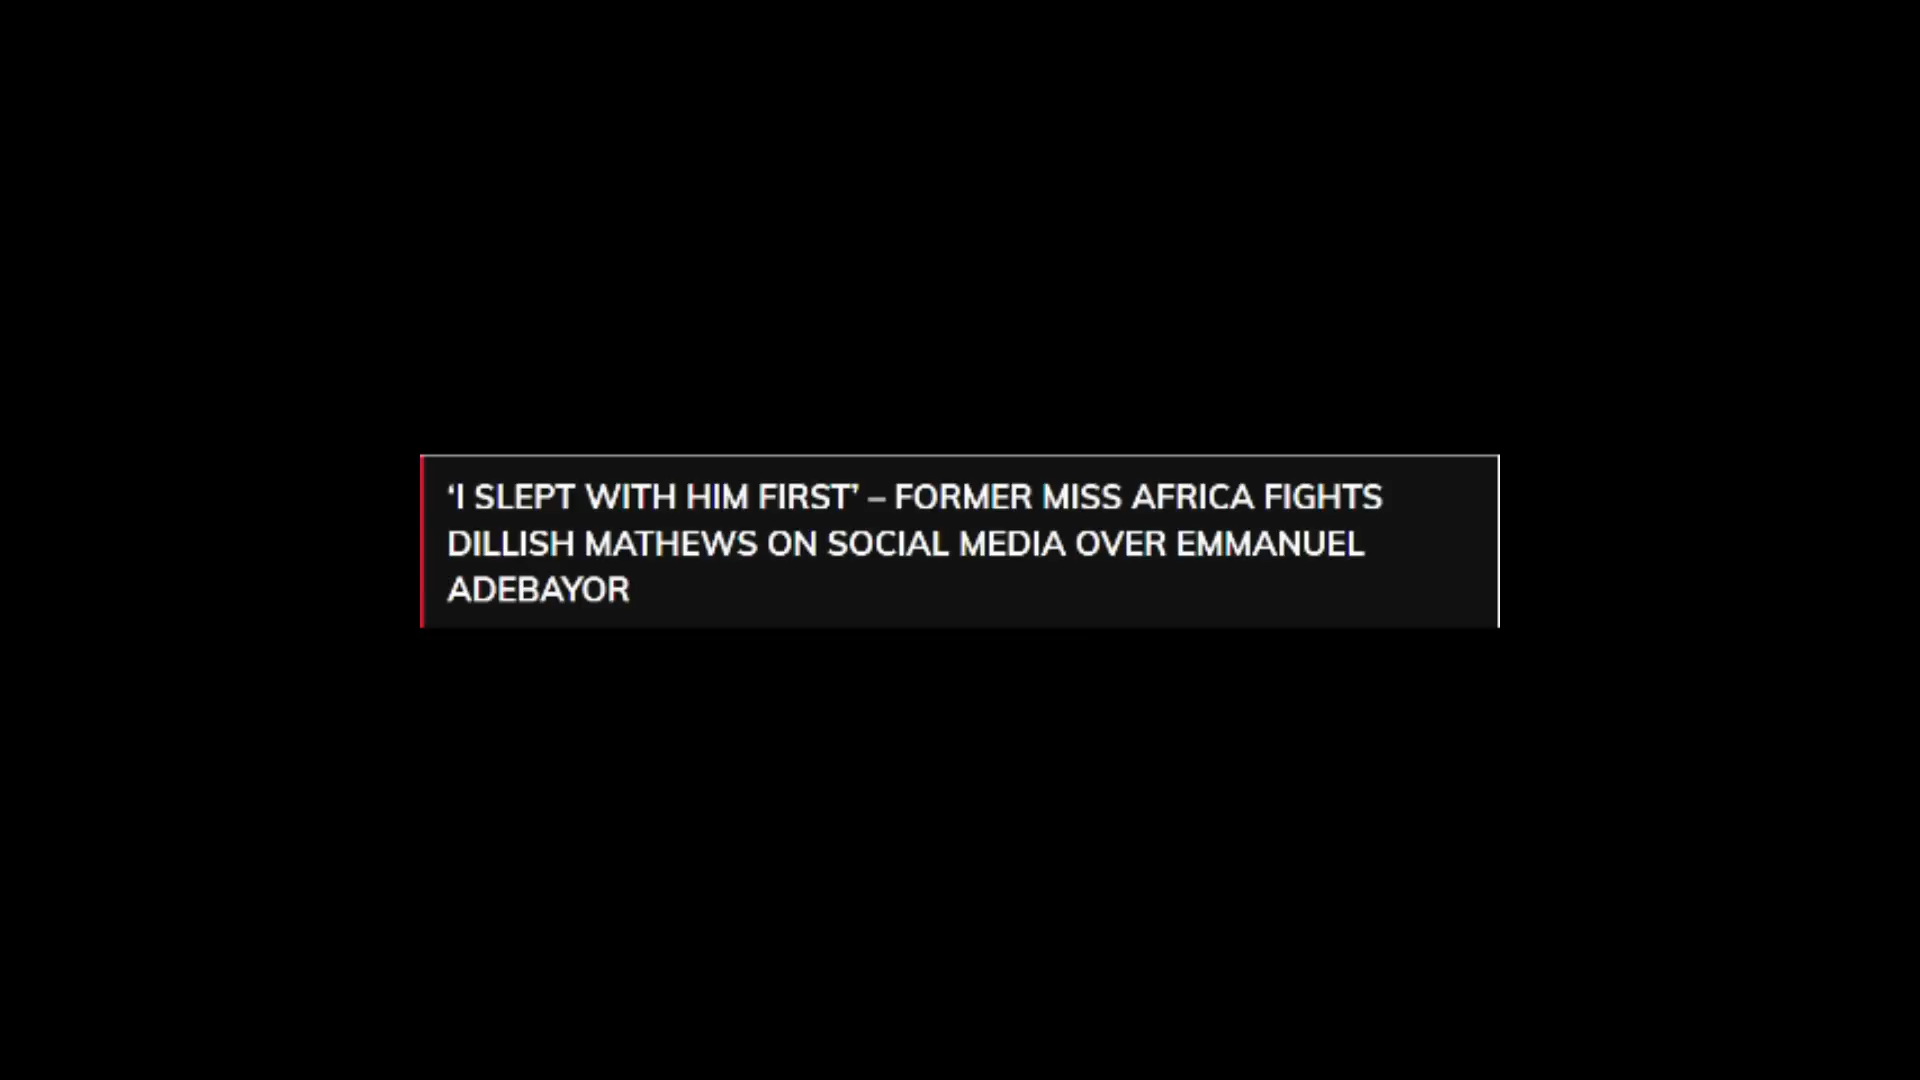 ‘I SLEPT WITH HIM FIRST’ – FORMER MISS AFRICA FIGHTS
DILLISH MATHEWS ON SOCIAL MEDIA OVER EMMANUEL
ADEBAYOR